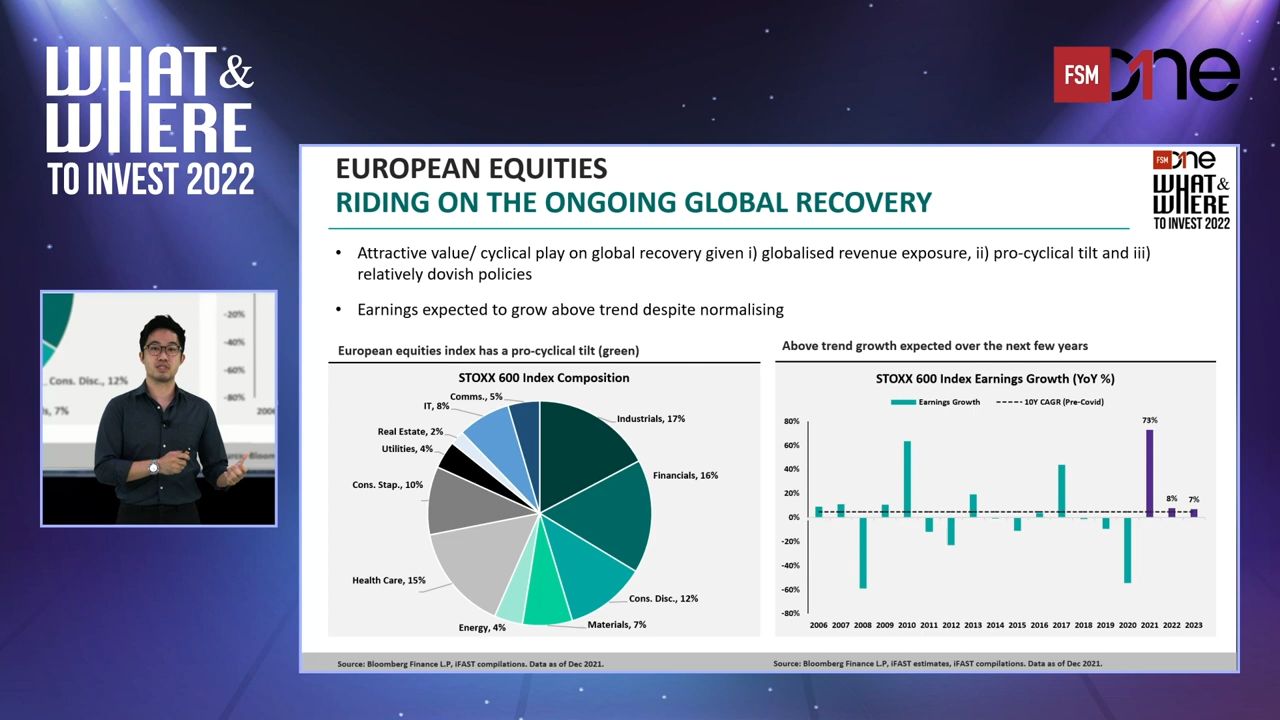 WHAT &
WHERE
TO INVEST 2022
FSM One
EUROPEAN EQUITIES
RIDING ON THE ONGOING GLOBAL RECOVERY
FSM One
WHAT &
WHERE
TO INVEST 2022
• Attractive value/ cyclical play on global recovery given i) globalised revenue exposure, ii) pro-cyclical tilt and iii)
relatively dovish policies
• Earnings expected to grow above trend despite normalising
European equities index has a pro-cyclical tilt (green)
STOXX 600 Index Composition
Comms., 5%
IT, 8%
Real Estate, 2%
Utilities, 4%
Cons. Stap., 10%
Health Care, 15%
Energy, 4%
Industrials, 17%
Financials, 16%
Cons. Disc., 12%
Materials, 7%
Source: Bloomberg Finance L.P, iFAST compilations. Data as of Dec 2021.
Above trend growth expected over the next few years
STOXX 600 Index Earnings Growth (YoY %)
Earnings Growth 10Y CAGR (Pre-Covid)
80%
60%
40%
20%
0%
-20%
-40%
-60%
-80%
73%
8%
7%
2006 2007 2008 2009 2010 2011 2012 2013 2014 2015 2016 2017 2018 2019 2020 2021 2022 2023
Source: Bloomberg Finance L.P, iFAST estimates, iFAST compilations. Data as of Dec 2021.
-20%
-40%
-60%
-80%
Cons. Disc., 12%
s, 7%